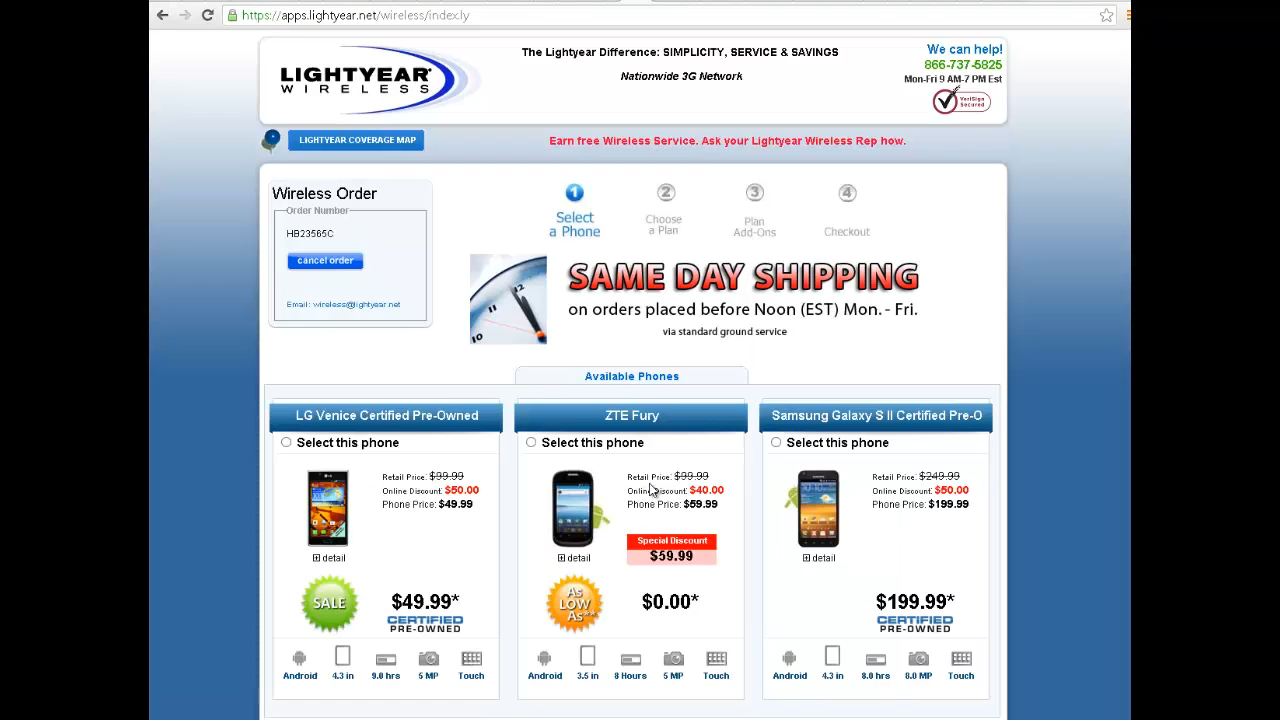 https://apps.lightyear.net/wireless/index.ly
LIGHTYEAR
WIRELESS
The Lightyear Difference: SIMPLICITY, SERVICE & SAVINGS
Nationwide 3G Network
We can help!
866-737-5825
Mon-Fri 9 AM-7 PM Est
VeriSign
Secured
LIGHTYEAR COVERAGE MAP
Earn free Wireless Service. Ask your Lightyear Wireless Rep how.
Wireless Order
Order Number
HB23565C
cancel order
Email: wireless@lightyear.net
1 Select a Phone
2 Choose a Plan
3 Plan Add-Ons
4 Checkout
12
10
SAME DAY SHIPPING
on orders placed before Noon (EST) Mon. - Fri.
via standard ground service
Available Phones
LG Venice Certified Pre-Owned
Select this phone
Retail Price: $99.99
Online Discount: $50.00
Phone Price: $49.99
detail
SALE
$49.99*
CERTIFIED
PRE-OWNED
Android 4.3 in 9.0 hrs 5 MP Touch
ZTE Fury
Select this phone
Retail Price: $99.99
Online Discount: $40.00
Phone Price: $59.99
Special Discount
$59.99
detail
As
LOW
As**
$0.00*
Android 3.5 in 8 Hours 5 MP Touch
Samsung Galaxy S II Certified Pre-O
Select this phone
Retail Price: $249.99
Online Discount: $50.00
Phone Price: $199.99
detail
$199.99*
CERTIFIED
PRE-OWNED
Android 4.3 in 8.0 hrs 8.0 MP Touch